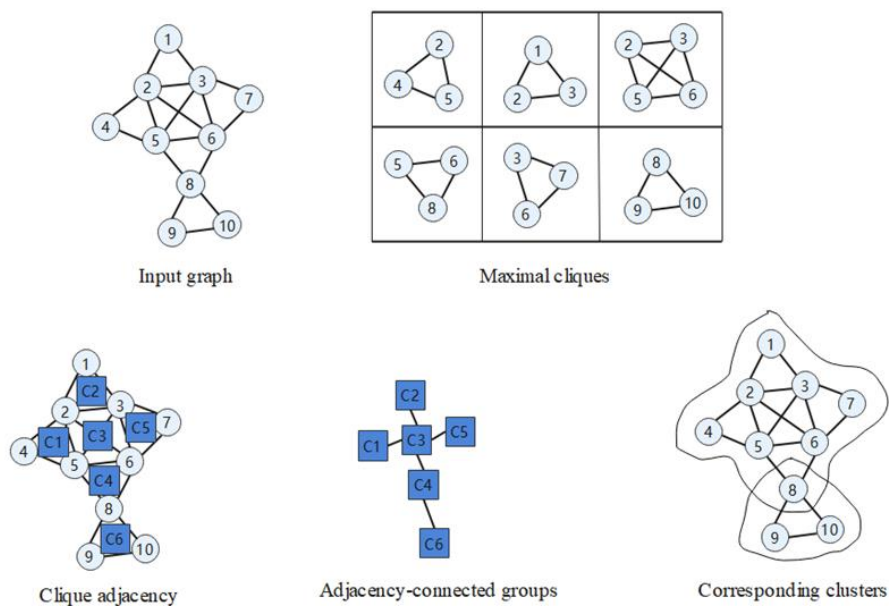 1
2 3
7
4
5 6
8
9 10
Input graph
2
4
5
1
2 3
2 3
5 6
5 6
8
3
7
6
8
9 10
Maximal cliques
1
C2
2 3
7
C1 C3 C5
4
5 6
C4
8
C6
9 10
Clique adjacency
C2
C1 C3 C5
C4
C6
Adjacency-connected groups
1
2 3
7
4
5 6
8
9 10
Corresponding clusters